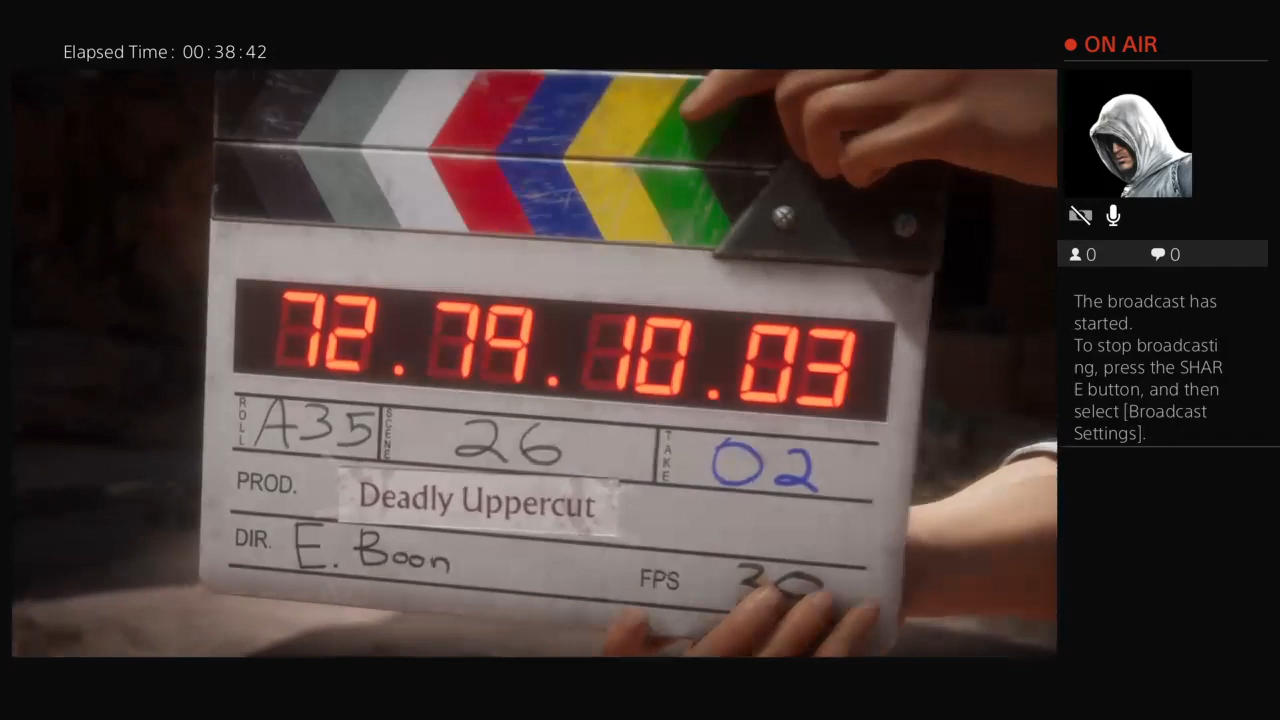 Elapsed Time: 00:38:42
ON AIR
0 0
The broadcast has
started.
To stop broadcasti
ng, press the SHAR
E button, and then
select [Broadcast
Settings].
72.79.10.03
ROLL A35 SCENE 26 TAKE 02
PROD. Deadly Uppercut
DIR. E. Boon FPS 30